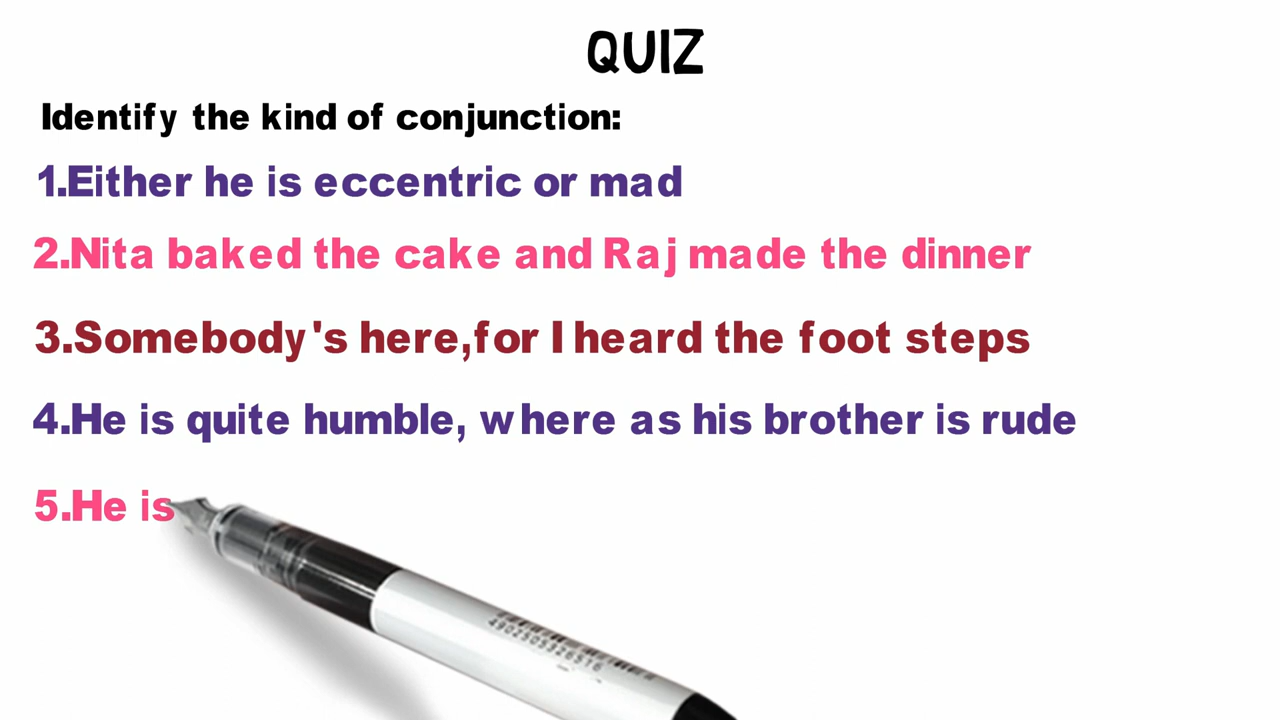 QUIZ
Identify the kind of conjunction:
1.Either he is eccentric or mad
2.Nita baked the cake and Raj made the dinner
3.Somebody's here,for I heard the foot steps
4.He is quite humble, where as his brother is rude
5.He is
4902505326516